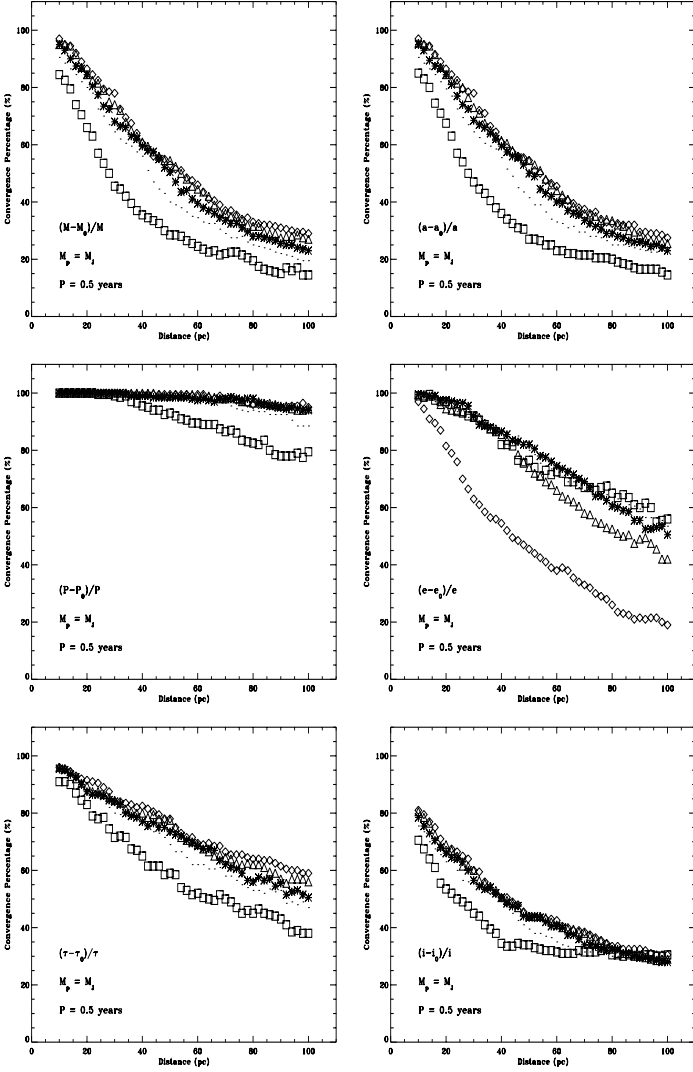 Convergence Percentage (%)
100
80
60
40
20
0
(M-M₀)/M
Mₚ = Mⱼ
P = 0.5 years
0 20 40 60 80 100
Distance (pc)
Convergence Percentage (%)
100
80
60
40
20
0
(a-a₀)/a
Mₚ = Mⱼ
P = 0.5 years
0 20 40 60 80 100
Distance (pc)
Convergence Percentage (%)
100
80
60
40
20
0
(P-P₀)/P
Mₚ = Mⱼ
P = 0.5 years
0 20 40 60 80 100
Distance (pc)
Convergence Percentage (%)
100
80
60
40
20
0
(e-e₀)/e
Mₚ = Mⱼ
P = 0.5 years
0 20 40 60 80 100
Distance (pc)
Convergence Percentage (%)
100
80
60
40
20
0
(τ-τ₀)/τ
Mₚ = Mⱼ
P = 0.5 years
0 20 40 60 80 100
Distance (pc)
Convergence Percentage (%)
100
80
60
40
20
0
(i-i₀)/i
Mₚ = Mⱼ
P = 0.5 years
0 20 40 60 80 100
Distance (pc)